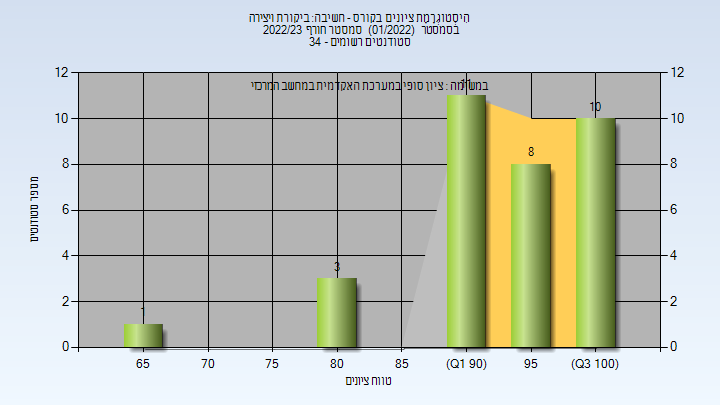 היסטוגרמת ציונים בקורס - חשיבה: ביקורת ויצירה
בסמסטר (01/2022) סמסטר חורף 2022/23
סטודנטים רשומים - 34
במשימה : ציון סופי במערכת האקדמית במחשב המרכזי
12 12
10 10
8 8
6 6
4 4
2 2
0 0
1 3 11 8 10
65 70 75 80 85 (Q1 90) 95 (Q3 100)
מספר סטודנטים
טווח ציונים